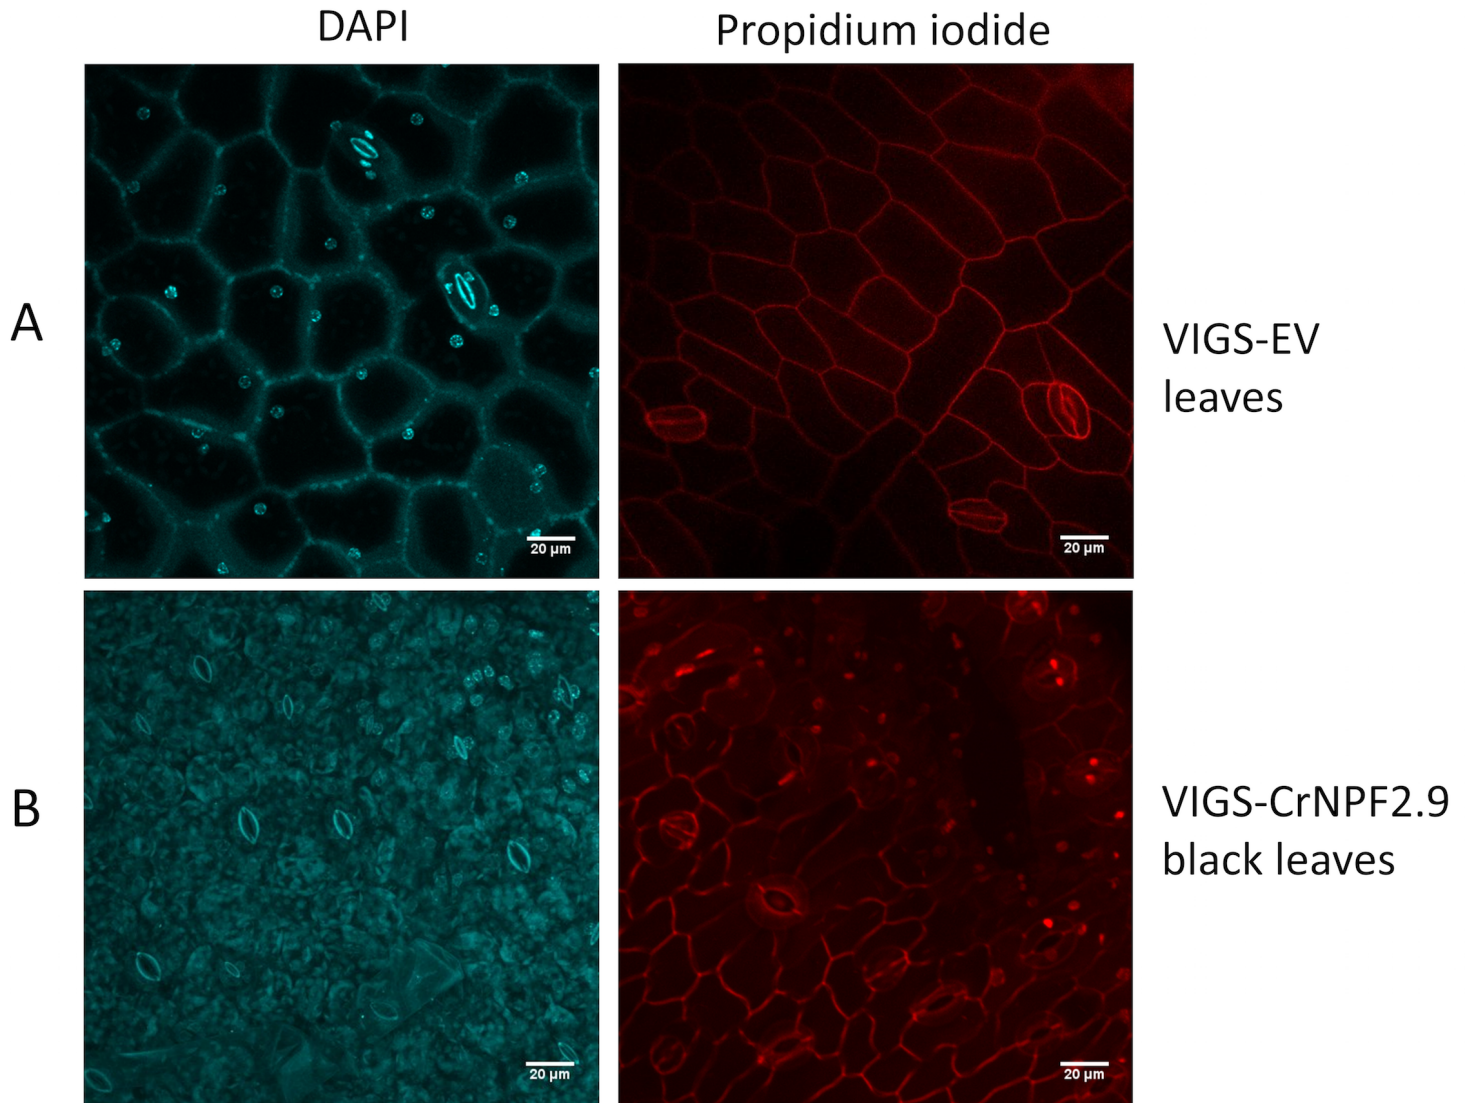 DAPI
Propidium iodide
A
20 µm
20 µm
VIGS-EV
leaves
B
20 µm
20 µm
VIGS-CrNPF2.9
black leaves